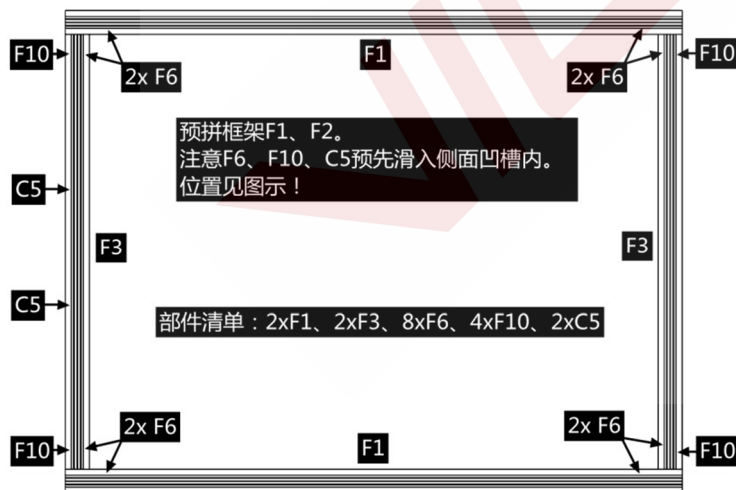 F10
F1
F10
2x F6
2x F6
预拼框架F1、F2。
注意F6、F10、C5预先滑入侧面凹槽内。
位置见图示！
C5
F3
F3
C5
部件清单：2xF1、2xF3、8xF6、4xF10、2xC5
2x F6
2x F6
F10
F1
F10